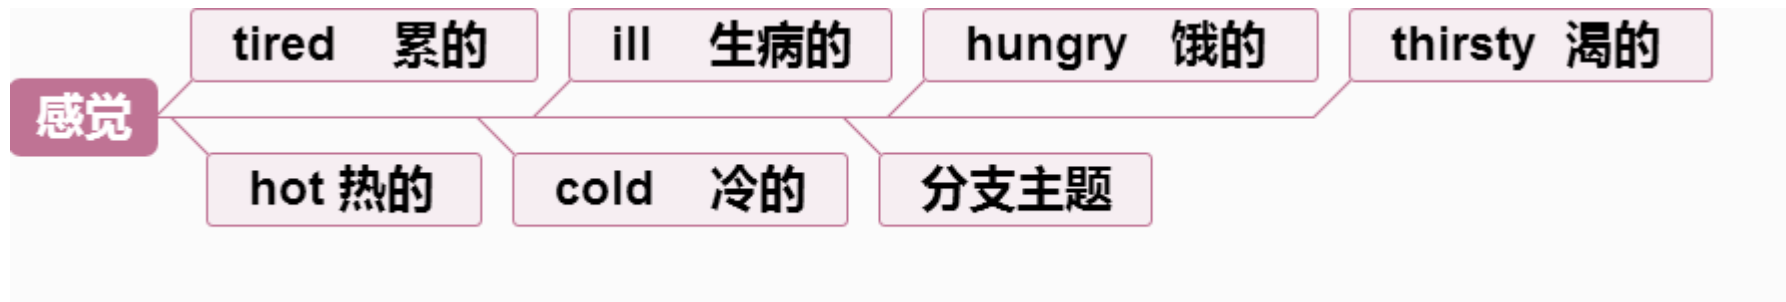 tired 累的
ill 生病的
hungry 饿的
thirsty 渴的
感觉
hot 热的
cold 冷的
分支主题